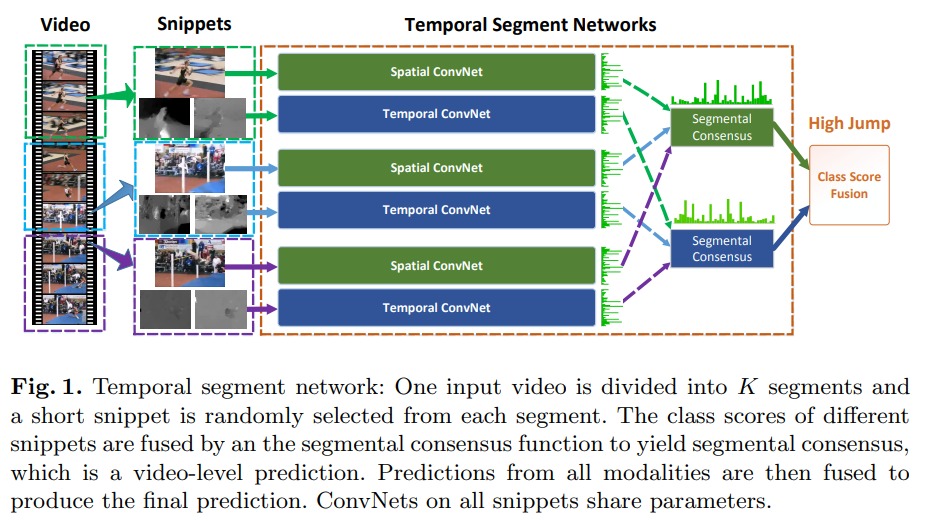 Video
Snippets
Temporal Segment Networks
Spatial ConvNet
Temporal ConvNet
Spatial ConvNet
Temporal ConvNet
Spatial ConvNet
Temporal ConvNet
Segmental
Consensus
Segmental
Consensus
High Jump
Class Score
Fusion
Fig. 1. Temporal segment network: One input video is divided into K segments and
a short snippet is randomly selected from each segment. The class scores of different
snippets are fused by an the segmental consensus function to yield segmental consensus,
which is a video-level prediction. Predictions from all modalities are then fused to
produce the final prediction. ConvNets on all snippets share parameters.